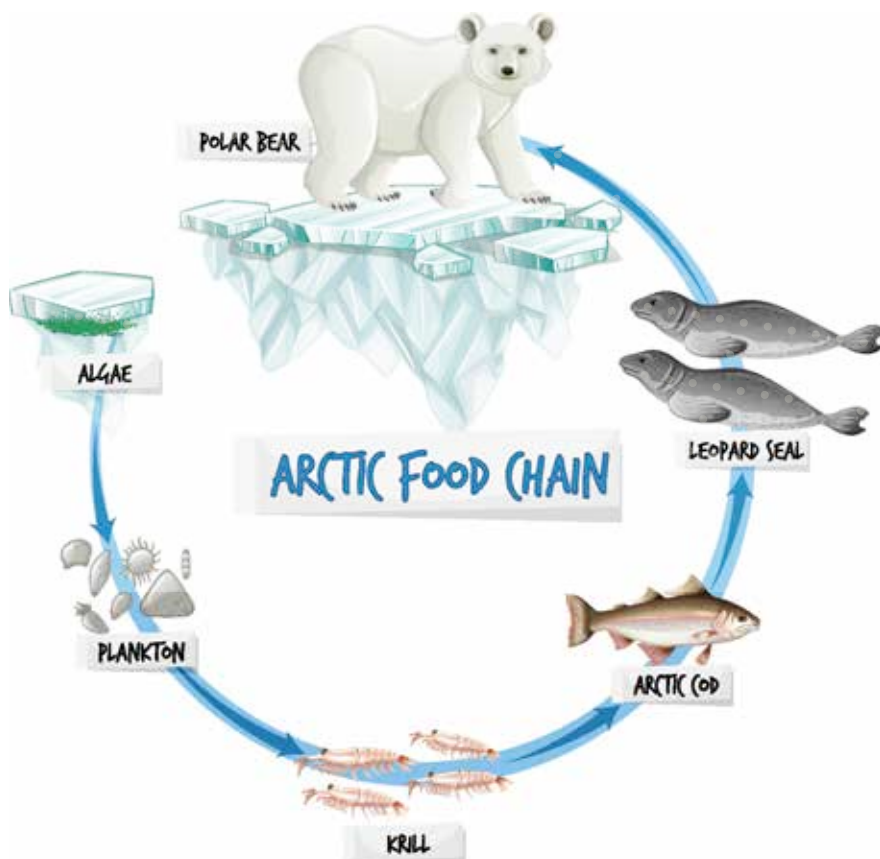 POLAR BEAR
ALGAE
ARCTIC FOOD CHAIN
LEOPARD SEAL
PLANKTON
ARCTIC COD
KRILL